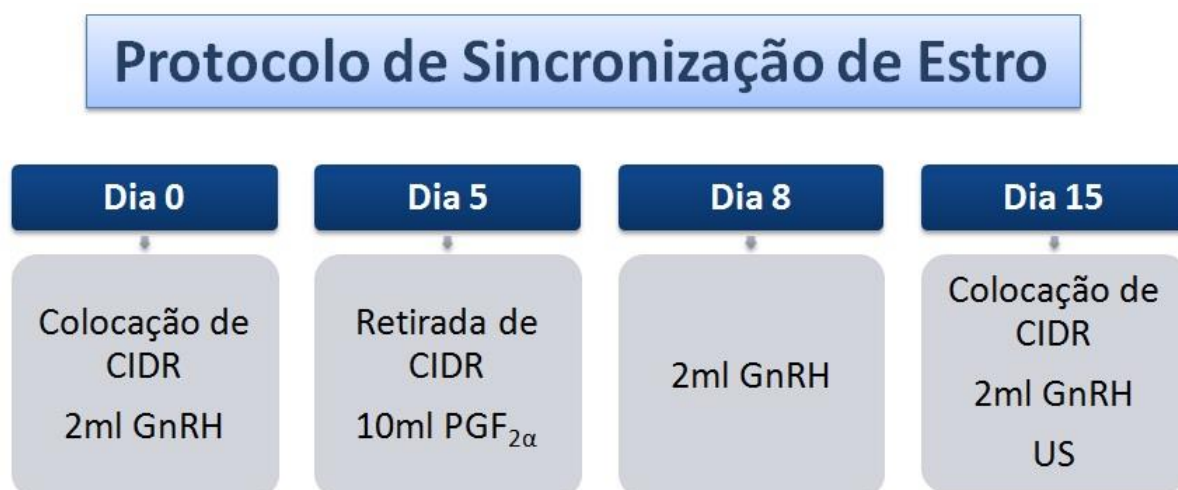 Protocolo de Sincronização de Estro
Dia 0
Colocação de
CIDR
2ml GnRH
Dia 5
Retirada de
CIDR
10ml PGF2α
Dia 8
2ml GnRH
Dia 15
Colocação de
CIDR
2ml GnRH
US